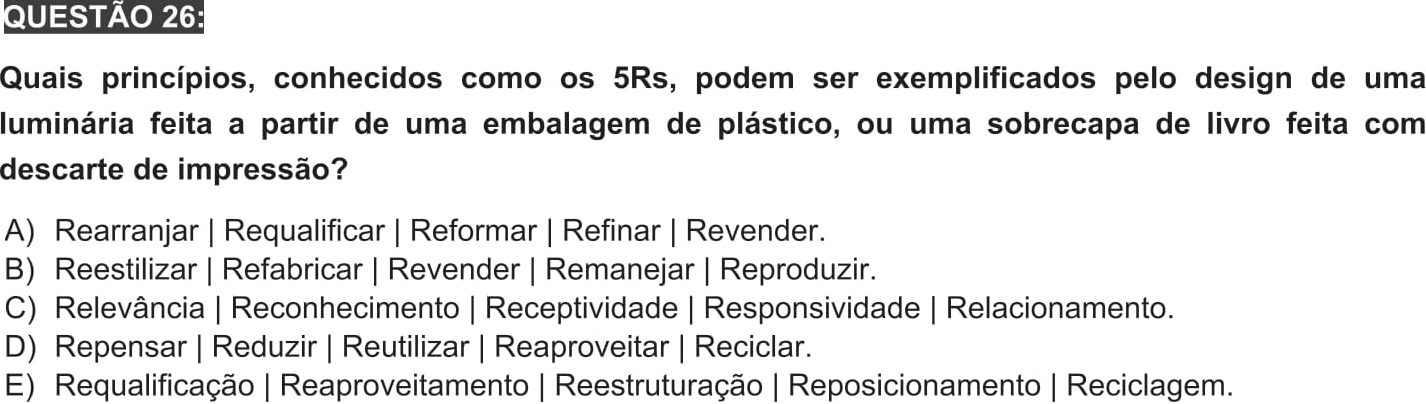 QUESTÃO 26:
Quais princípios, conhecidos como os 5Rs, podem ser exemplificados pelo design de uma
luminária feita a partir de uma embalagem de plástico, ou uma sobrecapa de livro feita com
descarte de impressão?
A) Rearranjar | Requalificar | Reformar | Refinar | Revender.
B) Reestilizar | Refabricar | Revender | Remanejar | Reproduzir.
C) Relevância | Reconhecimento | Receptividade | Responsividade | Relacionamento.
D) Repensar | Reduzir | Reutilizar | Reaproveitar | Reciclar.
E) Requalificação | Reaproveitamento | Reestruturação | Reposicionamento | Reciclagem.